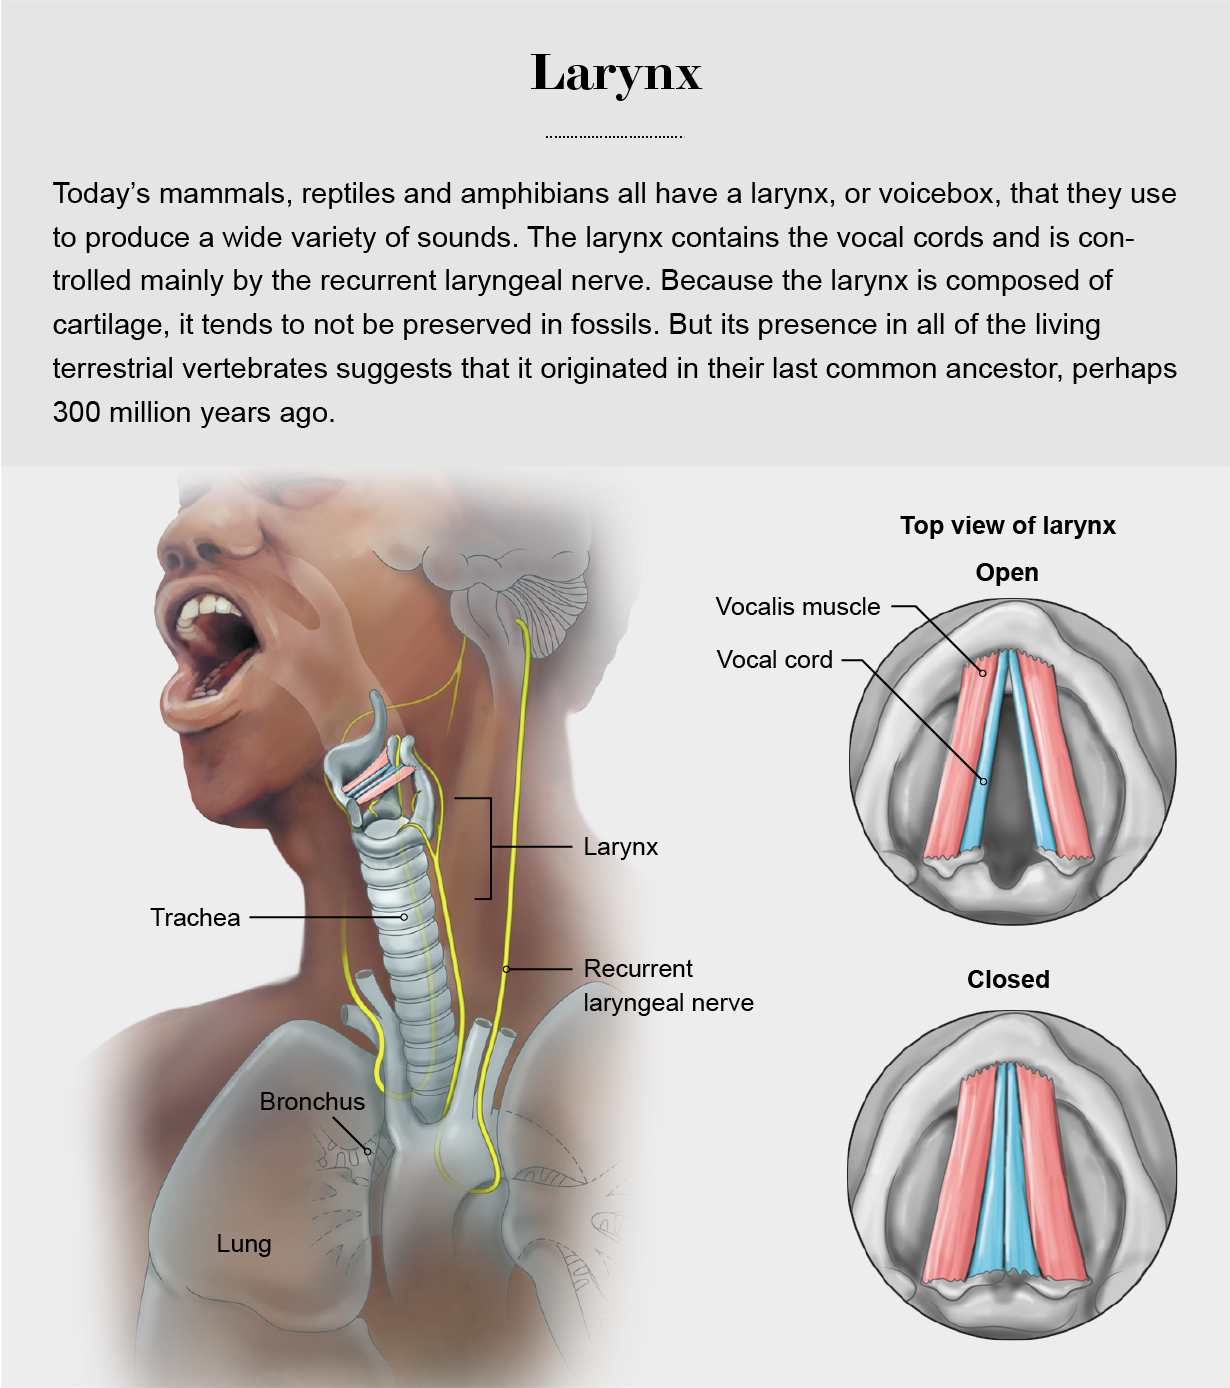 Larynx
Today’s mammals, reptiles and amphibians all have a larynx, or voicebox, that they use
to produce a wide variety of sounds. The larynx contains the vocal cords and is con-
trolled mainly by the recurrent laryngeal nerve. Because the larynx is composed of
cartilage, it tends to not be preserved in fossils. But its presence in all of the living
terrestrial vertebrates suggests that it originated in their last common ancestor, perhaps
300 million years ago.
Top view of larynx
Open
Vocalis muscle
Vocal cord
Larynx
Trachea
Recurrent
laryngeal nerve
Closed
Bronchus
Lung